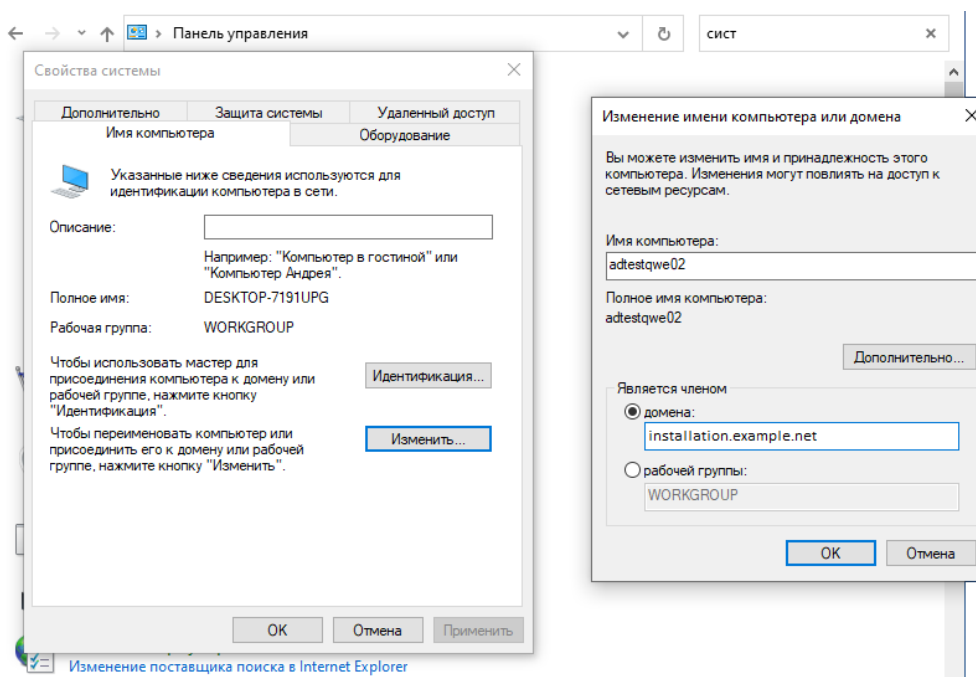 Панель управления
сист
Свойства системы
Дополнительно
Защита системы
Удаленный доступ
Имя компьютера
Оборудование
Указанные ниже сведения используются для
идентификации компьютера в сети.
Описание:
Например: "Компьютер в гостиной" или
"Компьютер Андрея".
Полное имя:
DESKTOP-7191UPG
Рабочая группа:
WORKGROUP
Чтобы использовать мастер для
присоединения компьютера к домену или
рабочей группе, нажмите кнопку
"Идентификация".
Идентификация...
Чтобы переименовать компьютер или
присоединить его к домену или рабочей
группе, нажмите кнопку "Изменить".
Изменить...
OK
Отмена
Применить
Изменение поставщика поиска в Internet Explorer
Изменение имени компьютера или домена
Вы можете изменить имя и принадлежность этого
компьютера. Изменения могут повлиять на доступ к
сетевым ресурсам.
Имя компьютера:
adtestqwe02
Полное имя компьютера:
adtestqwe02
Дополнительно...
Является членом
домена:
installation.example.net
рабочей группы:
WORKGROUP
OK
Отмена